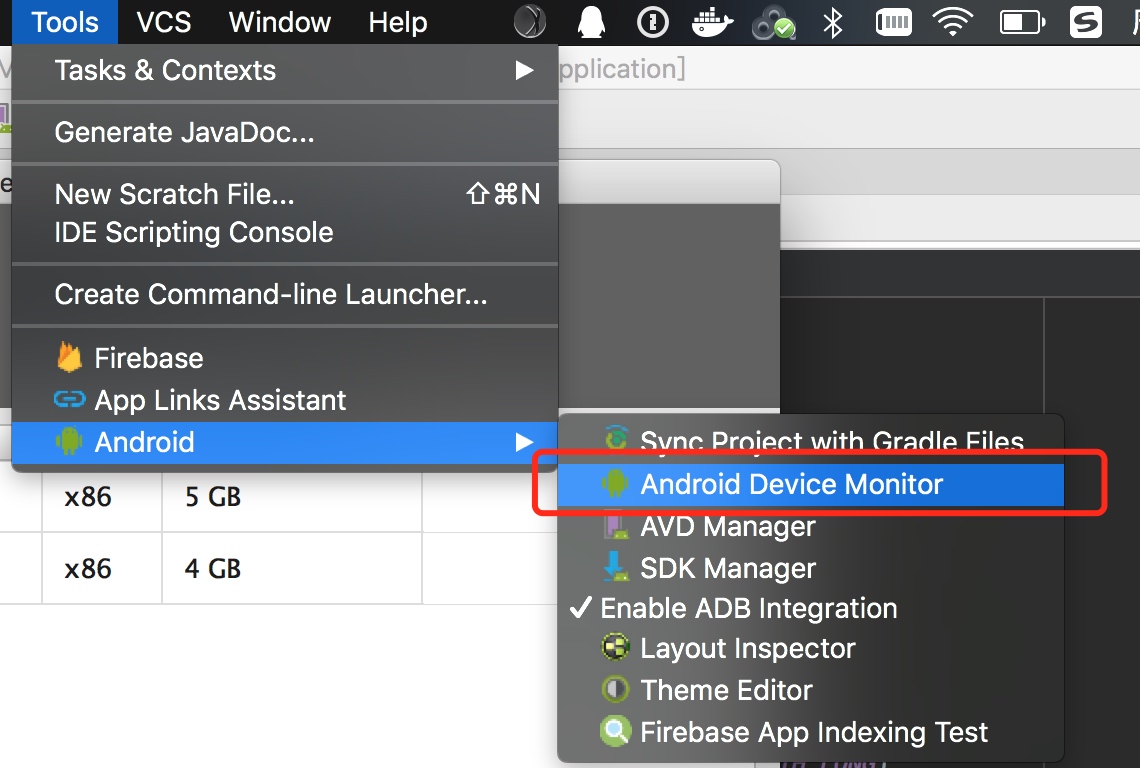 Tools VCS Window Help
Tasks & Contexts
pplication]
Generate JavaDoc...
New Scratch File... ⇧⌘N
IDE Scripting Console
Create Command-line Launcher...
Firebase
App Links Assistant
Android
Sync Project with Gradle Files
Android Device Monitor
AVD Manager
SDK Manager
Enable ADB Integration
Layout Inspector
Theme Editor
Firebase App Indexing Test
x86 5 GB
x86 4 GB